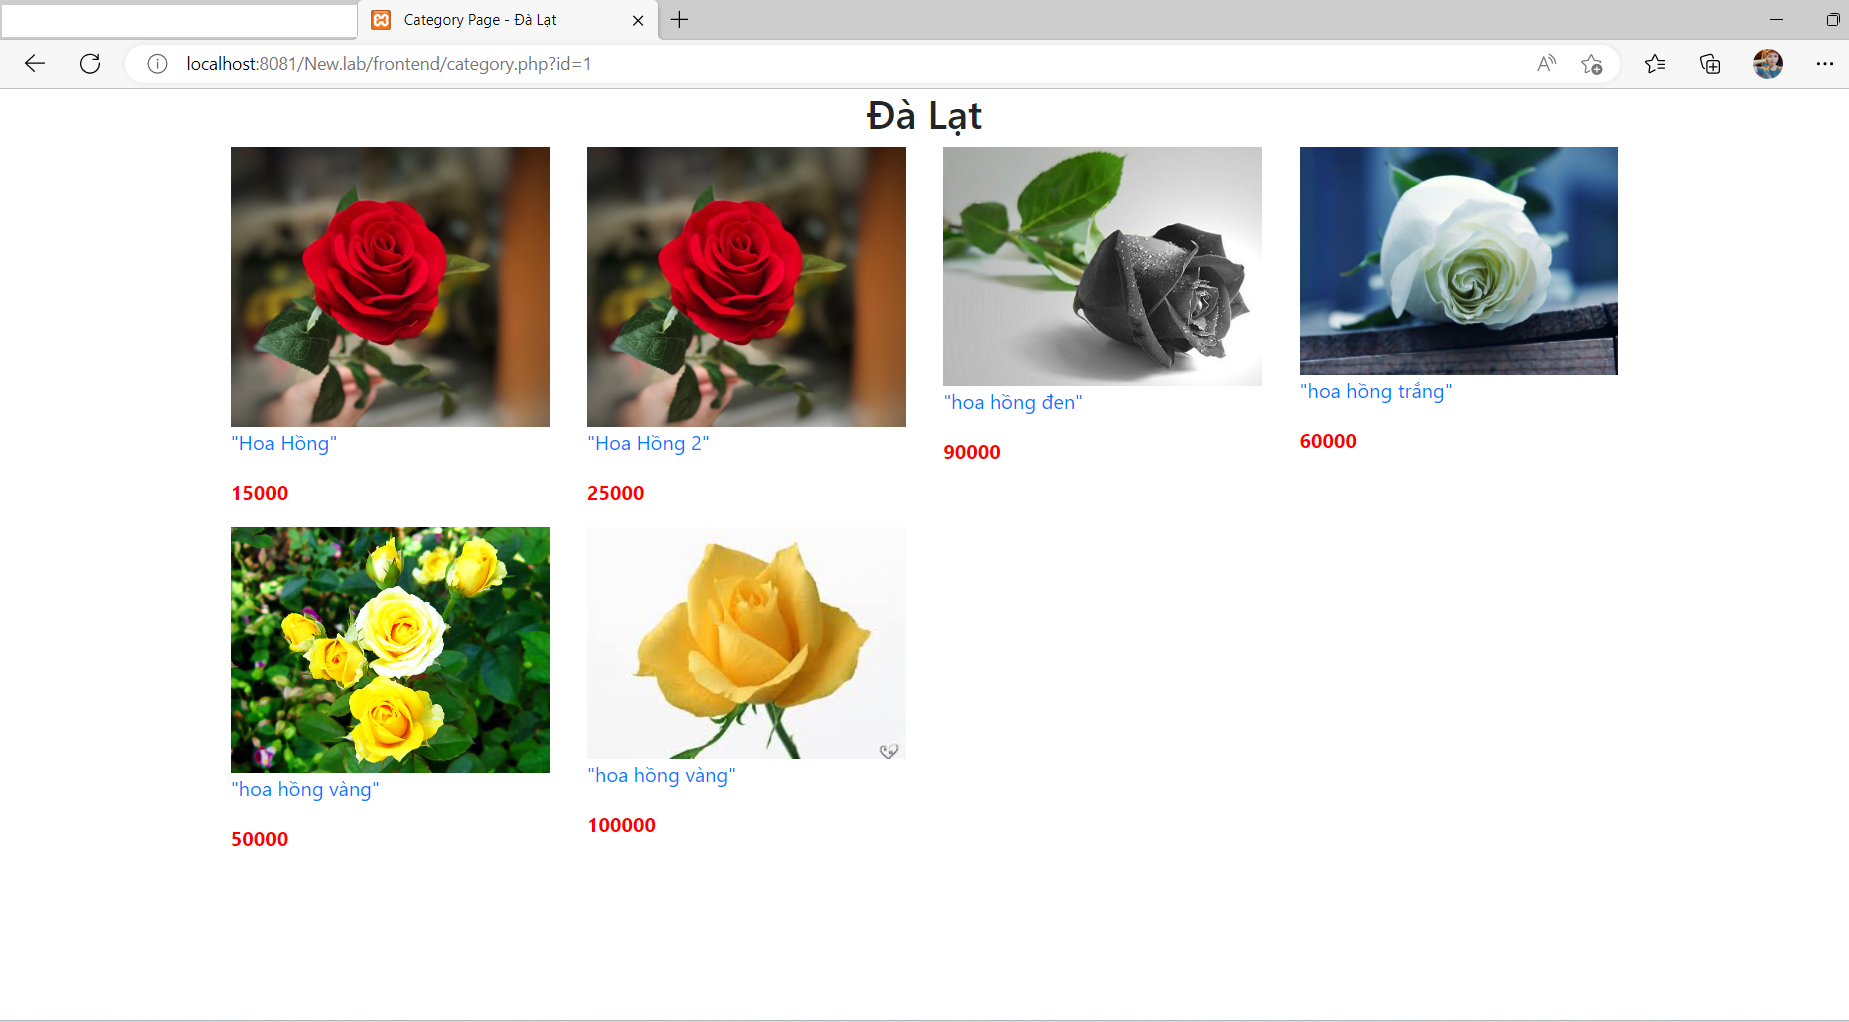 Category Page - Đà Lạt
localhost:8081/New.lab/frontend/category.php?id=1
Đà Lạt
"Hoa Hồng"
15000
"Hoa Hồng 2"
25000
"hoa hồng đen"
90000
"hoa hồng trắng"
60000
"hoa hồng vàng"
50000
"hoa hồng vàng"
100000